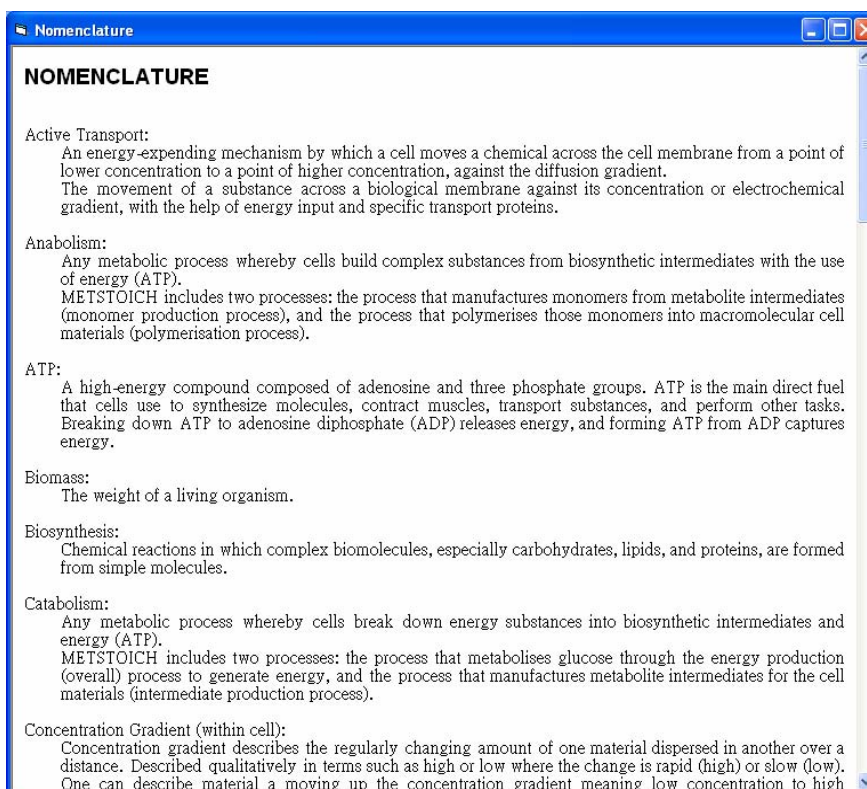 Nomenclature
NOMENCLATURE
Active Transport:
An energy-expending mechanism by which a cell moves a chemical across the cell membrane from a point of
lower concentration to a point of higher concentration, against the diffusion gradient.
The movement of a substance across a biological membrane against its concentration or electrochemical
gradient, with the help of energy input and specific transport proteins.
Anabolism:
Any metabolic process whereby cells build complex substances from biosynthetic intermediates with the use
of energy (ATP).
METSTOICH includes two processes: the process that manufactures monomers from metabolite intermediates
(monomer production process), and the process that polymerises those monomers into macromolecular cell
materials (polymerisation process).
ATP:
A high-energy compound composed of adenosine and three phosphate groups. ATP is the main direct fuel
that cells use to synthesize molecules, contract muscles, transport substances, and perform other tasks.
Breaking down ATP to adenosine diphosphate (ADP) releases energy, and forming ATP from ADP captures
energy.
Biomass:
The weight of a living organism.
Biosynthesis:
Chemical reactions in which complex biomolecules, especially carbohydrates, lipids, and proteins, are formed
from simple molecules.
Catabolism:
Any metabolic process whereby cells break down energy substances into biosynthetic intermediates and
energy (ATP).
METSTOICH includes two processes: the process that metabolises glucose through the energy production
(overall) process to generate energy, and the process that manufactures metabolite intermediates for the cell
materials (intermediate production process).
Concentration Gradient (within cell):
Concentration gradient describes the regularly changing amount of one material dispersed in another over a
distance. Described qualitatively in terms such as high or low where the change is rapid (high) or slow (low).
One can describe material a moving up the concentration gradient meaning low concentration to high